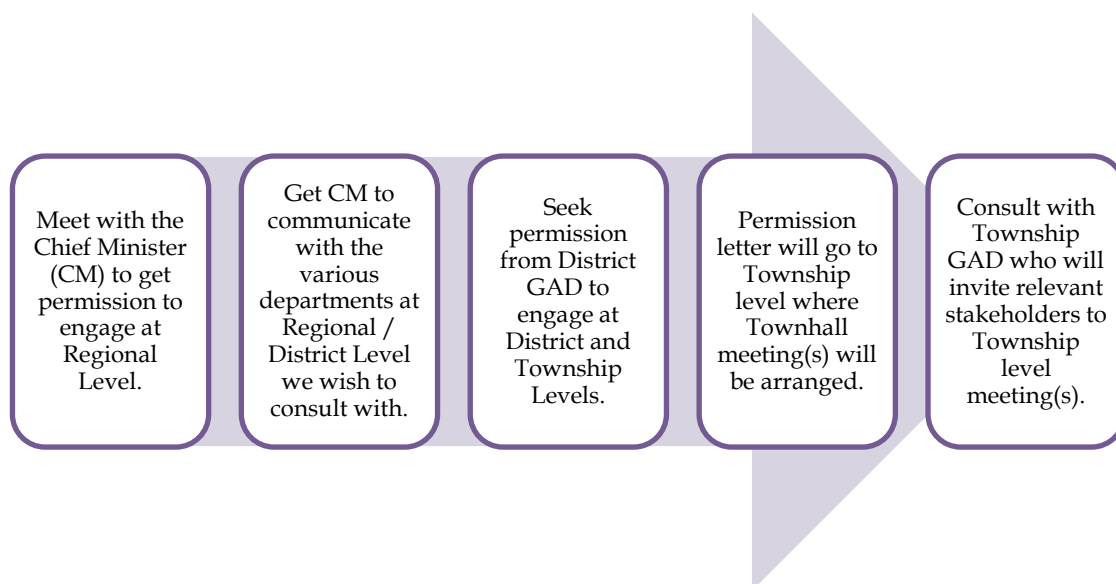 Meet with the
Chief Minister
(CM) to get
permission to
engage at
Regional
Level.
Get CM to
communicate
with the
various
departments at
Regional /
District Level
we wish to
consult with.
Seek
permission
from District
GAD to
engage at
District and
Township
Levels.
Permission
letter will go to
Township
level where
Townhall
meeting(s) will
be arranged.
Consult with
Township
GAD who will
invite relevant
stakeholders to
Township
level
meeting(s).